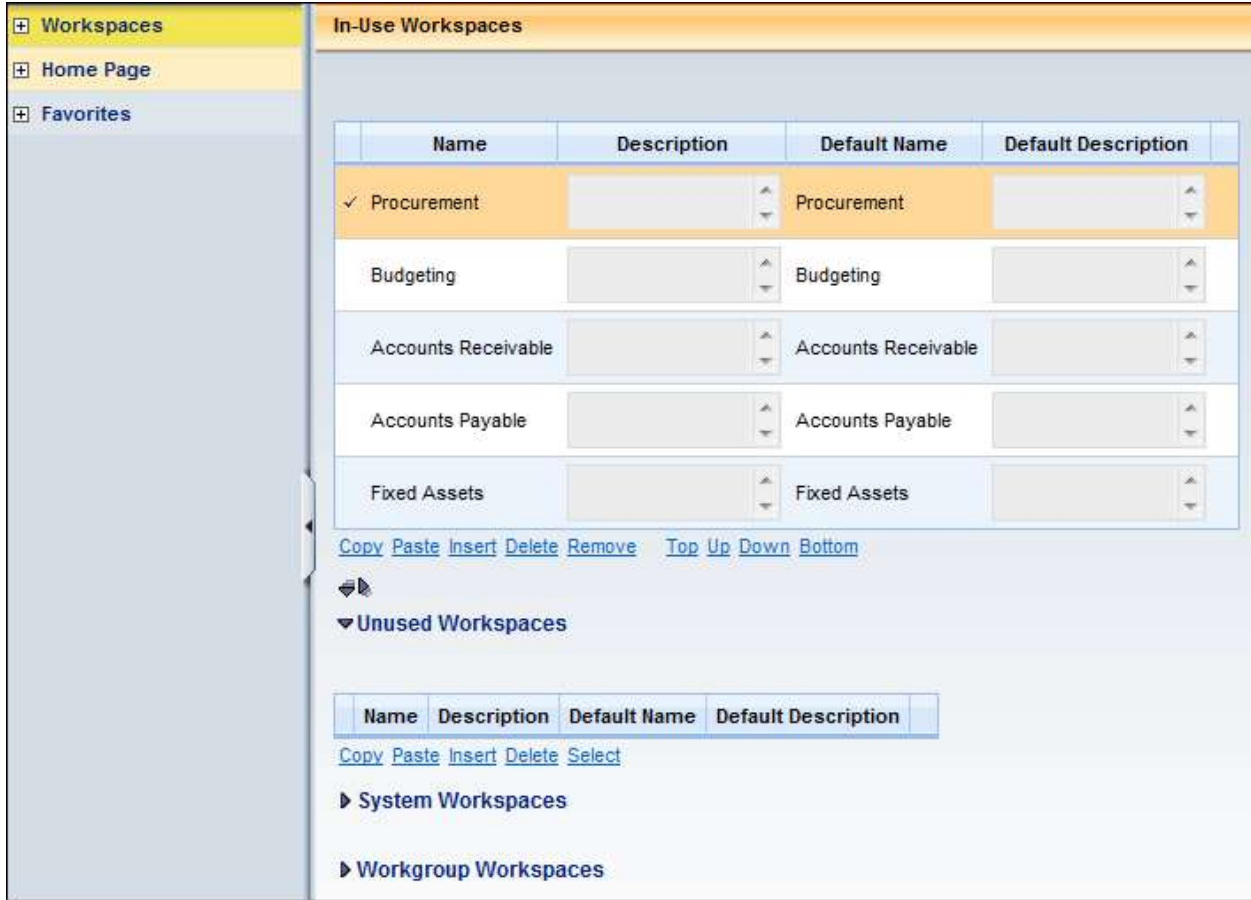 Workspaces
Home Page
Favorites
In-Use Workspaces
Name Description Default Name Default Description
Procurement Procurement
Budgeting Budgeting
Accounts Receivable Accounts Receivable
Accounts Payable Accounts Payable
Fixed Assets Fixed Assets
Copy Paste Insert Delete Remove Top Up Down Bottom
Unused Workspaces
Name Description Default Name Default Description
Copy Paste Insert Delete Select
System Workspaces
Workgroup Workspaces